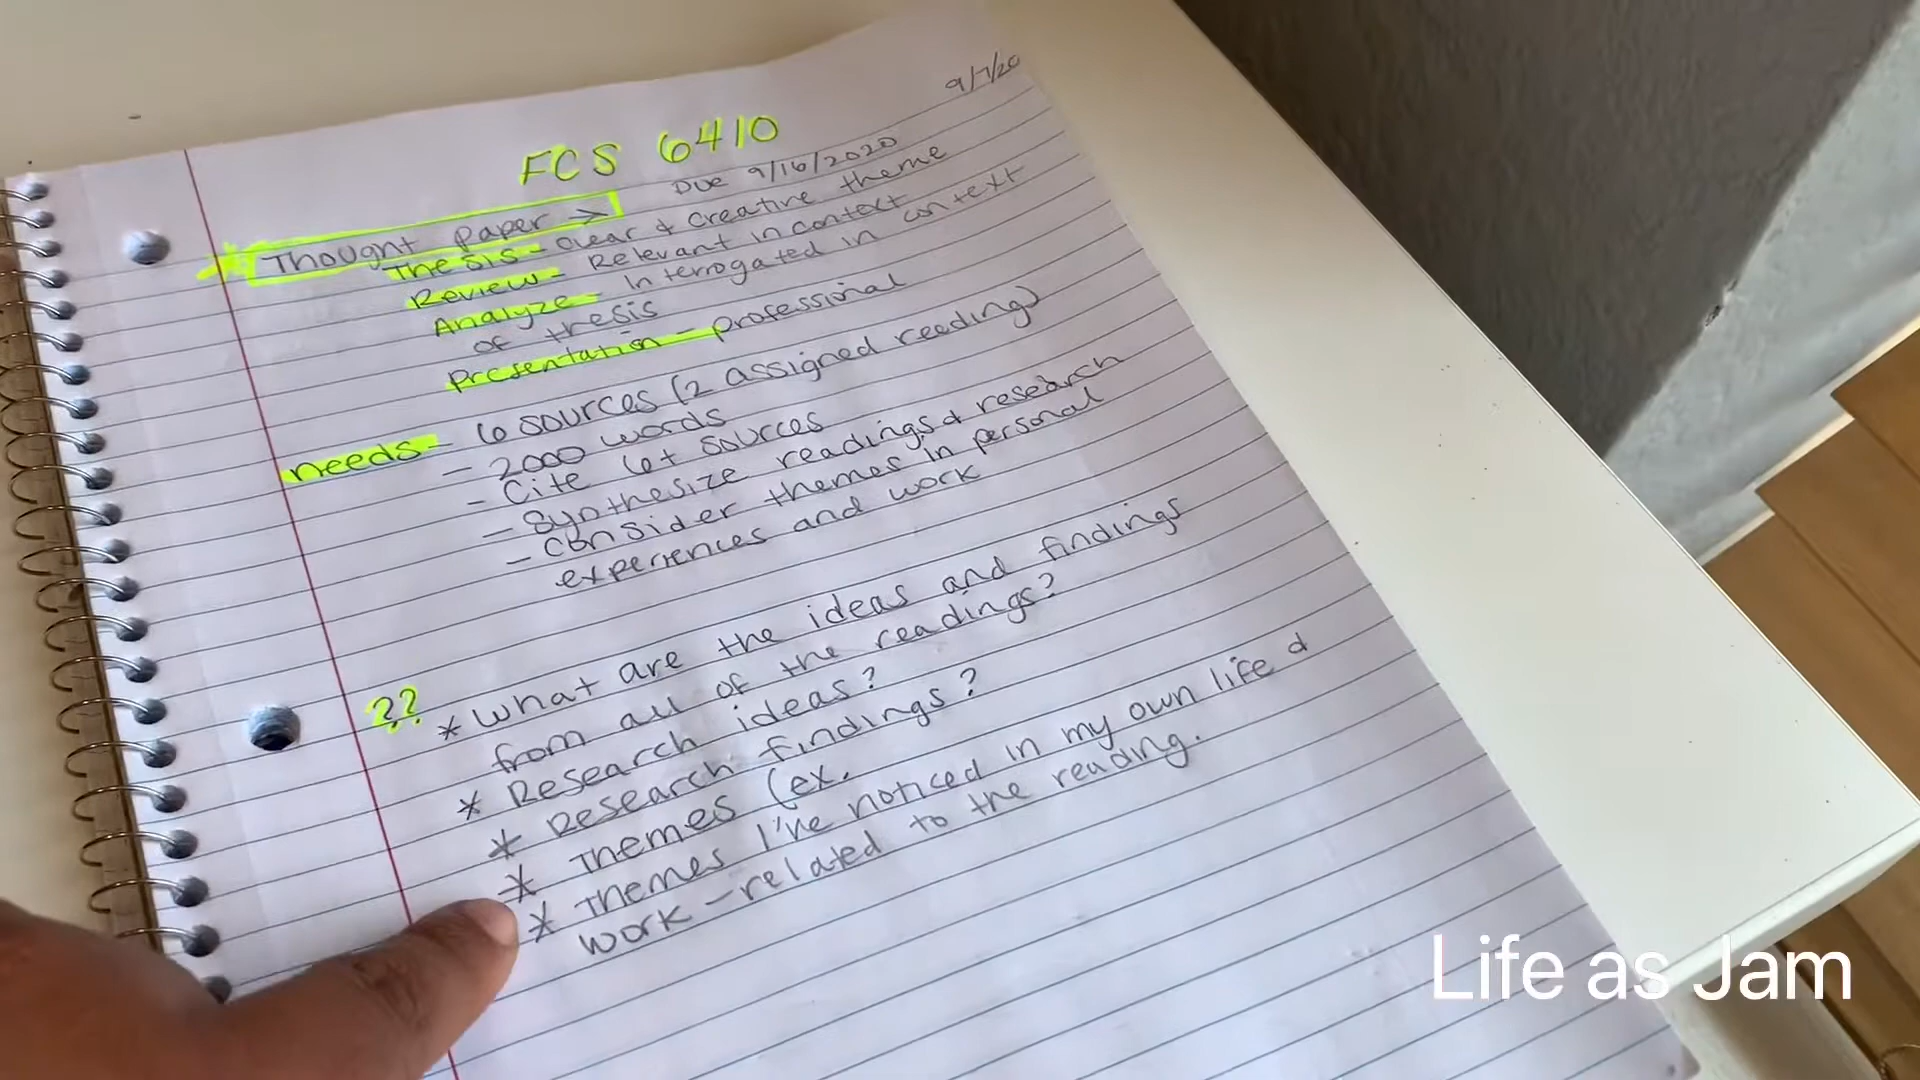 9/7/20
FCS 6410
Due 9/16/2020
Thought paper →
Thesis - Clear & Creative theme
Review - Relevant in context
Analyze - Interrogated in context
of thesis
Presentation - professional
needs - 6 sources (2 assigned readings)
- 2000 words
- Cite 6+ sources
- Synthesize readings & research
- Consider themes in personal
experiences and work
?? * What are the ideas and findings
from all of the readings?
* Research ideas?
* Research findings?
* Themes (ex.
* Themes I've noticed in my own life &
work - related to the reading.
Life as Jam